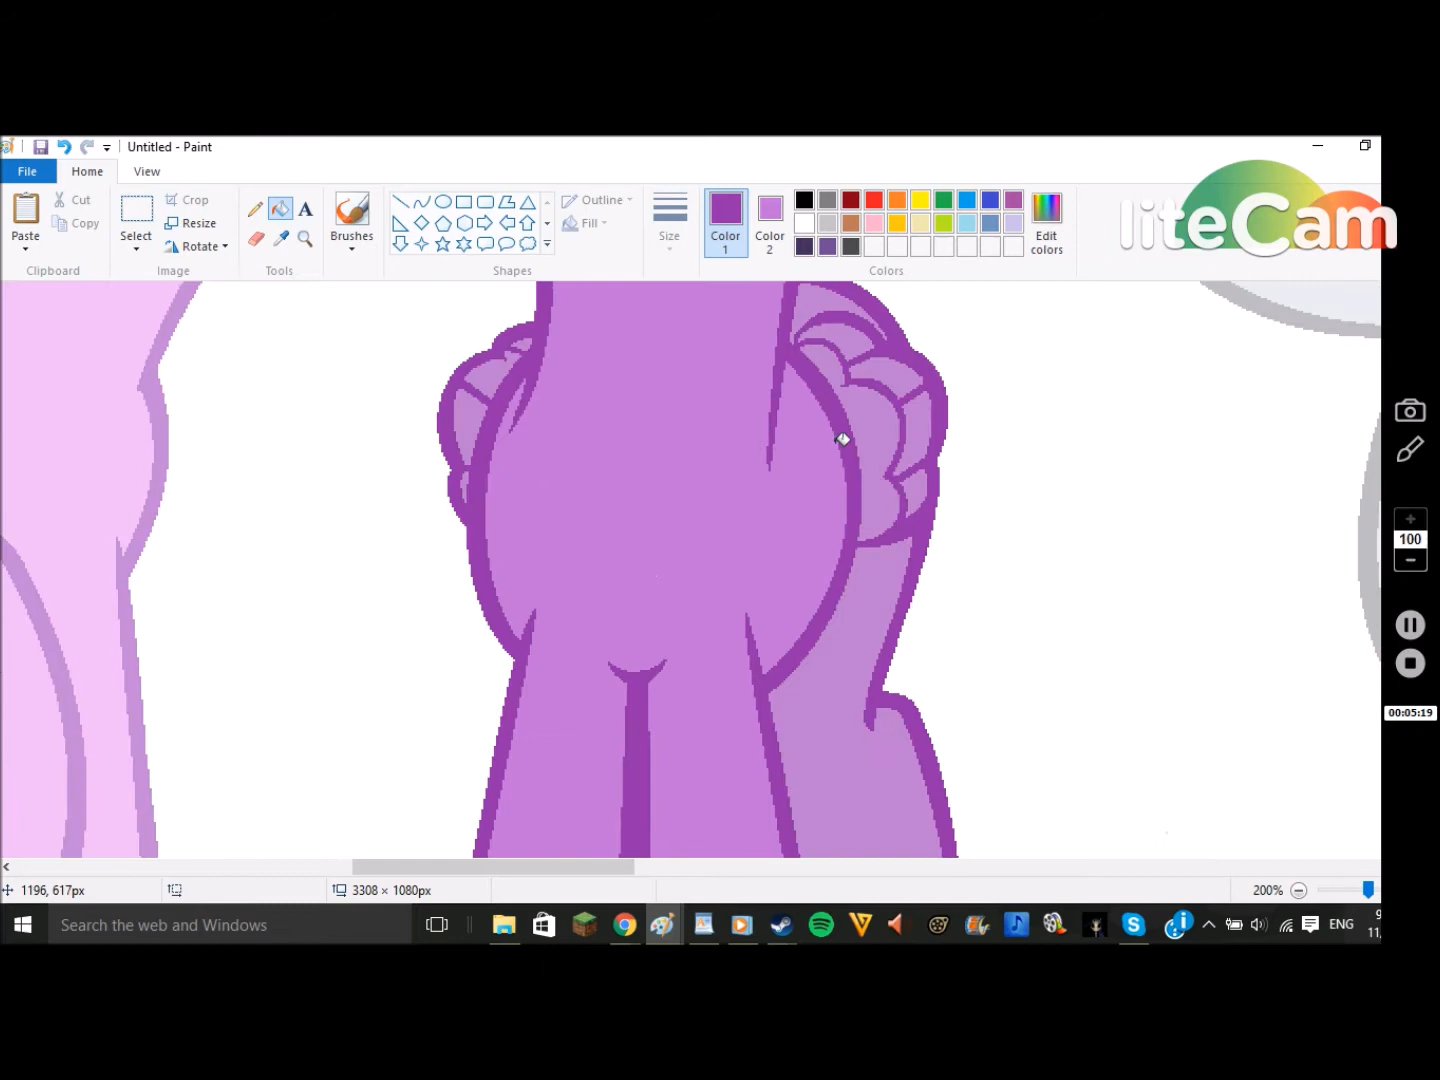 Untitled - Paint
liteCam
File Home View
Paste
Cut
Copy
Clipboard
Select
Crop
Resize
Rotate
Image
A
Tools
Brushes
Shapes
Outline
Fill
Size
Color
1
Color
2
Edit
colors
Colors
100
00:05:19
1196, 617px
3308 × 1080px
200%
Search the web and Windows
ENG
9
11,